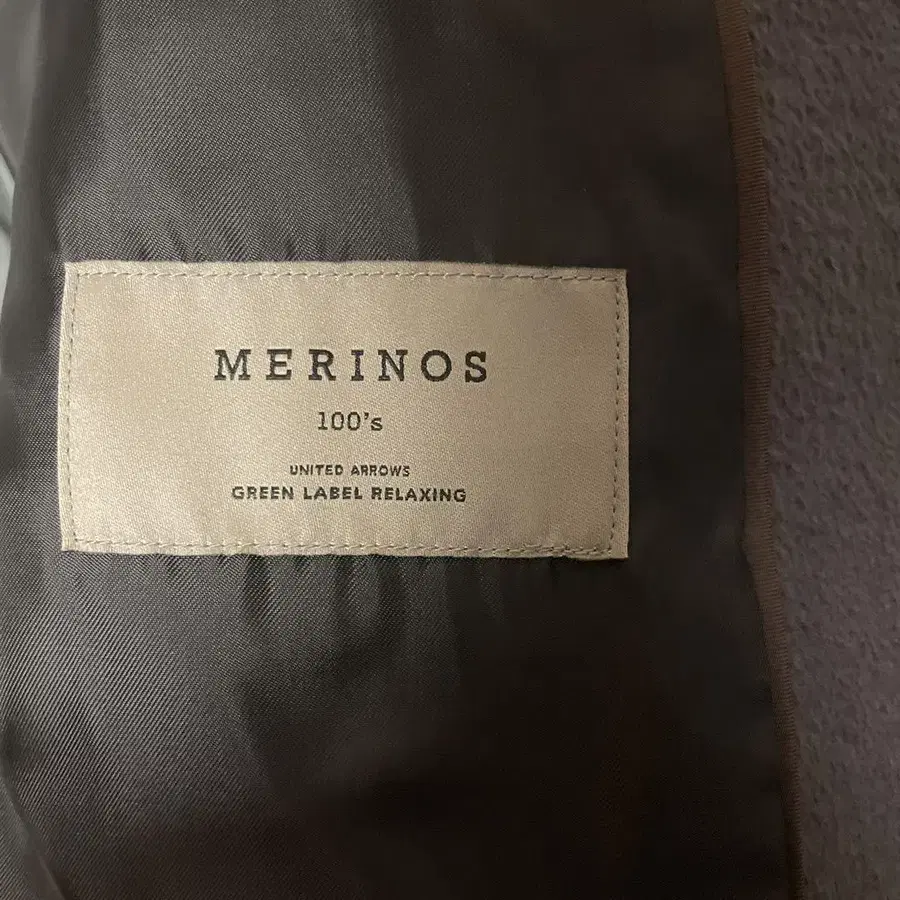 MERINOS
100's
UNITED ARROWS
GREEN LABEL RELAXING